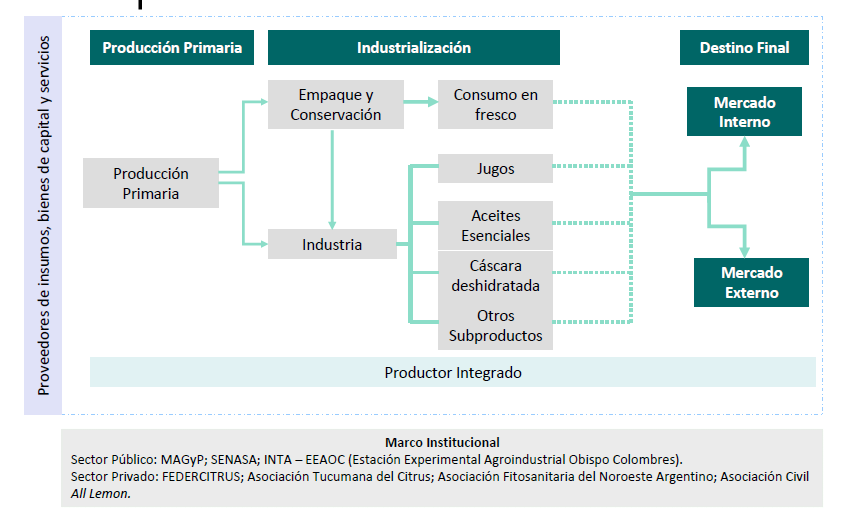 Proveedores de insumos, bienes de capital y servicios
Producción Primaria
Industrialización
Destino Final
Empaque y
Conservación
Consumo en
fresco
Mercado
Interno
Producción
Primaria
Jugos
Industria
Aceites
Esenciales
Cáscara
deshidratada
Otros
Subproductos
Mercado
Externo
Productor Integrado
Marco Institucional
Sector Público: MAGyP; SENASA; INTA – EEAOC (Estación Experimental Agroindustrial Obispo Colombres).
Sector Privado: FEDERCITRUS; Asociación Tucumana del Citrus; Asociación Fitosanitaria del Noroeste Argentino; Asociación Civil
All Lemon.